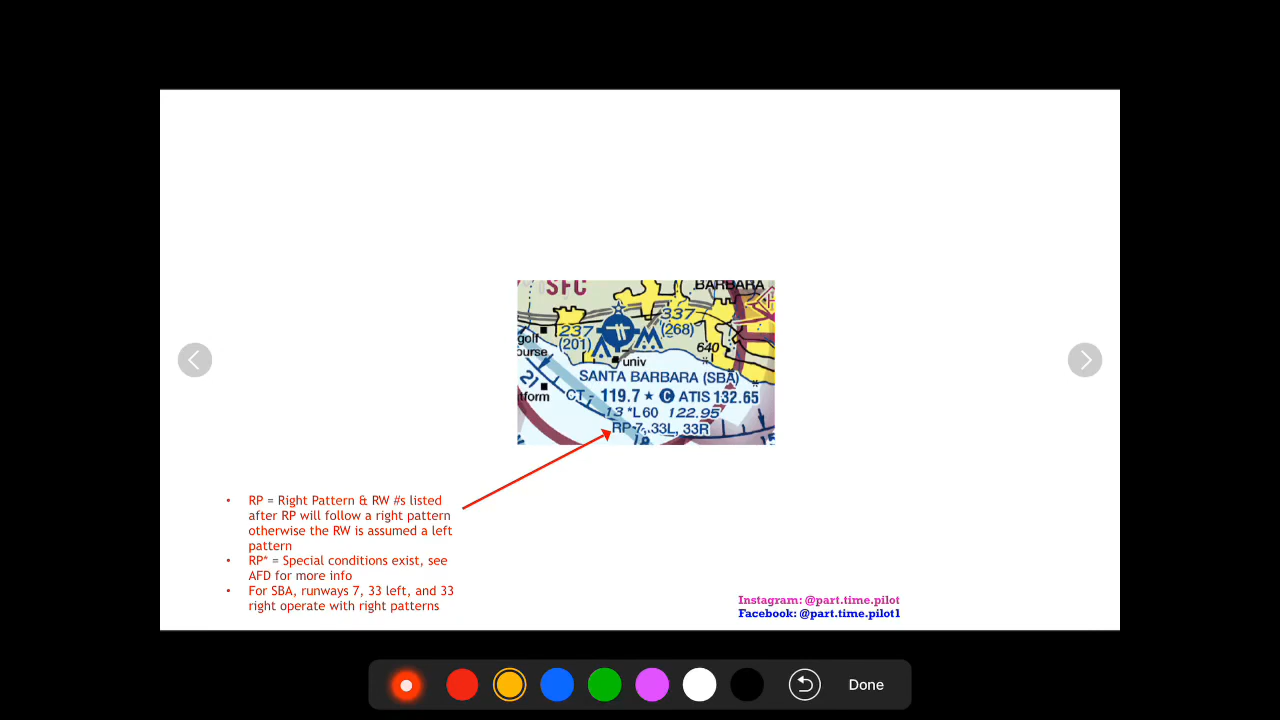 SFC
BARBARA
237
(201)
337
(268)
golf
ourse
univ
640
SANTA BARBARA (SBA)
21
tform
CT - 119.7 ★ C ATIS 132.65
13 *L60 122.95
RP 7, 33L, 33R
• RP = Right Pattern & RW #s listed
after RP will follow a right pattern
otherwise the RW is assumed a left
pattern
• RP* = Special conditions exist, see
AFD for more info
• For SBA, runways 7, 33 left, and 33
right operate with right patterns
Instagram: @part.time.pilot
Facebook: @part.time.pilot1
Done